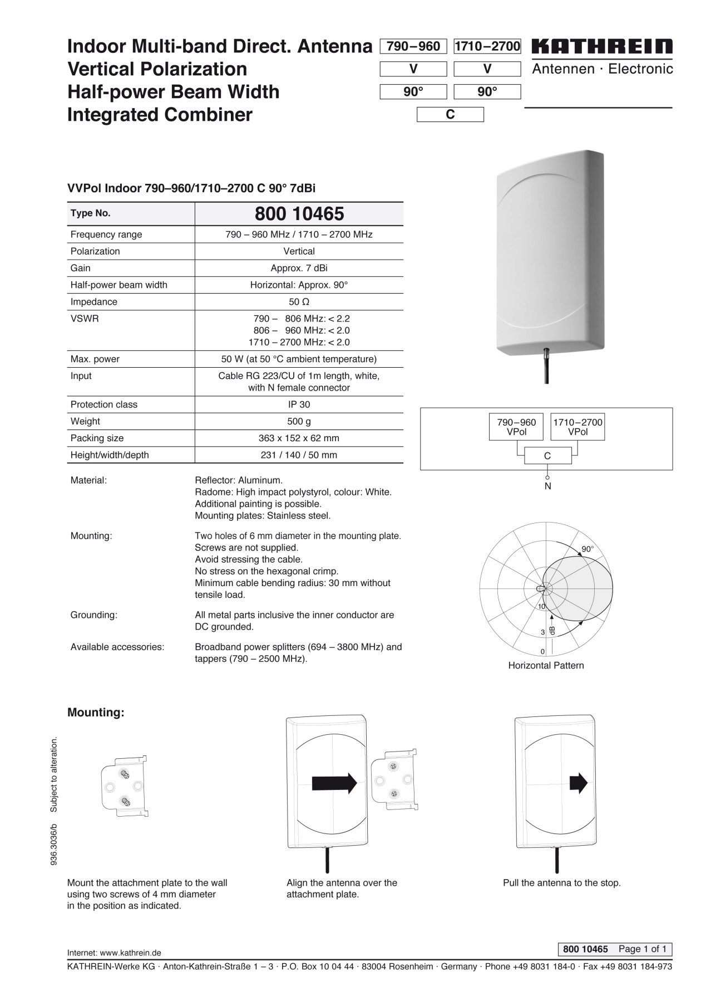 Indoor Multi-band Direct. Antenna
Vertical Polarization
Half-power Beam Width
Integrated Combiner
790–960 1710–2700
V V
90° 90°
C
KATHREIN
Antennen · Electronic
VVPol Indoor 790–960/1710–2700 C 90° 7dBi
Type No. 800 10465
Frequency range 790 – 960 MHz / 1710 – 2700 MHz
Polarization Vertical
Gain Approx. 7 dBi
Half-power beam width Horizontal: Approx. 90°
Impedance 50 Ω
VSWR 790 – 806 MHz: < 2.2
806 – 960 MHz: < 2.0
1710 – 2700 MHz: < 2.0
Max. power 50 W (at 50 °C ambient temperature)
Input Cable RG 223/CU of 1m length, white,
with N female connector
Protection class IP 30
Weight 500 g
Packing size 363 x 152 x 62 mm
Height/width/depth 231 / 140 / 50 mm
Material: Reflector: Aluminum.
Radome: High impact polystyrol, colour: White.
Additional painting is possible.
Mounting plates: Stainless steel.
Mounting: Two holes of 6 mm diameter in the mounting plate.
Screws are not supplied.
Avoid stressing the cable.
No stress on the hexagonal crimp.
Minimum cable bending radius: 30 mm without
tensile load.
Grounding: All metal parts inclusive the inner conductor are
DC grounded.
Available accessories: Broadband power splitters (694 – 3800 MHz) and
tappers (790 – 2500 MHz).
790–960 1710–2700
VPol VPol
C
N
90°
10
3 dB
0
Horizontal Pattern
Mounting:
Mount the attachment plate to the wall
using two screws of 4 mm diameter
in the position as indicated.
Align the antenna over the
attachment plate.
Pull the antenna to the stop.
936.3036/b Subject to alteration.
Internet: www.kathrein.de
800 10465 Page 1 of 1
KATHREIN-Werke KG · Anton-Kathrein-Straße 1 – 3 · P.O. Box 10 04 44 · 83004 Rosenheim · Germany · Phone +49 8031 184-0 · Fax +49 8031 184-973